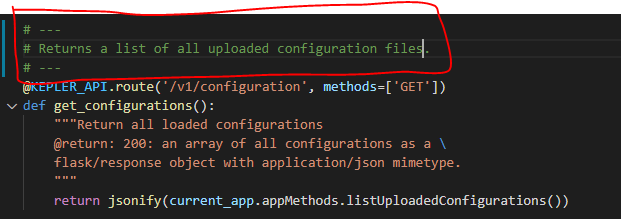 # ---
# Returns a list of all uploaded configuration files.
# ---
@KEPLER_API.route('/v1/configuration', methods=['GET'])
def get_configurations():
"""Return all loaded configurations
@return: 200: an array of all configurations as a \
flask/response object with application/json mimetype.
"""
return jsonify(current_app.appMethods.listUploadedConfigurations())